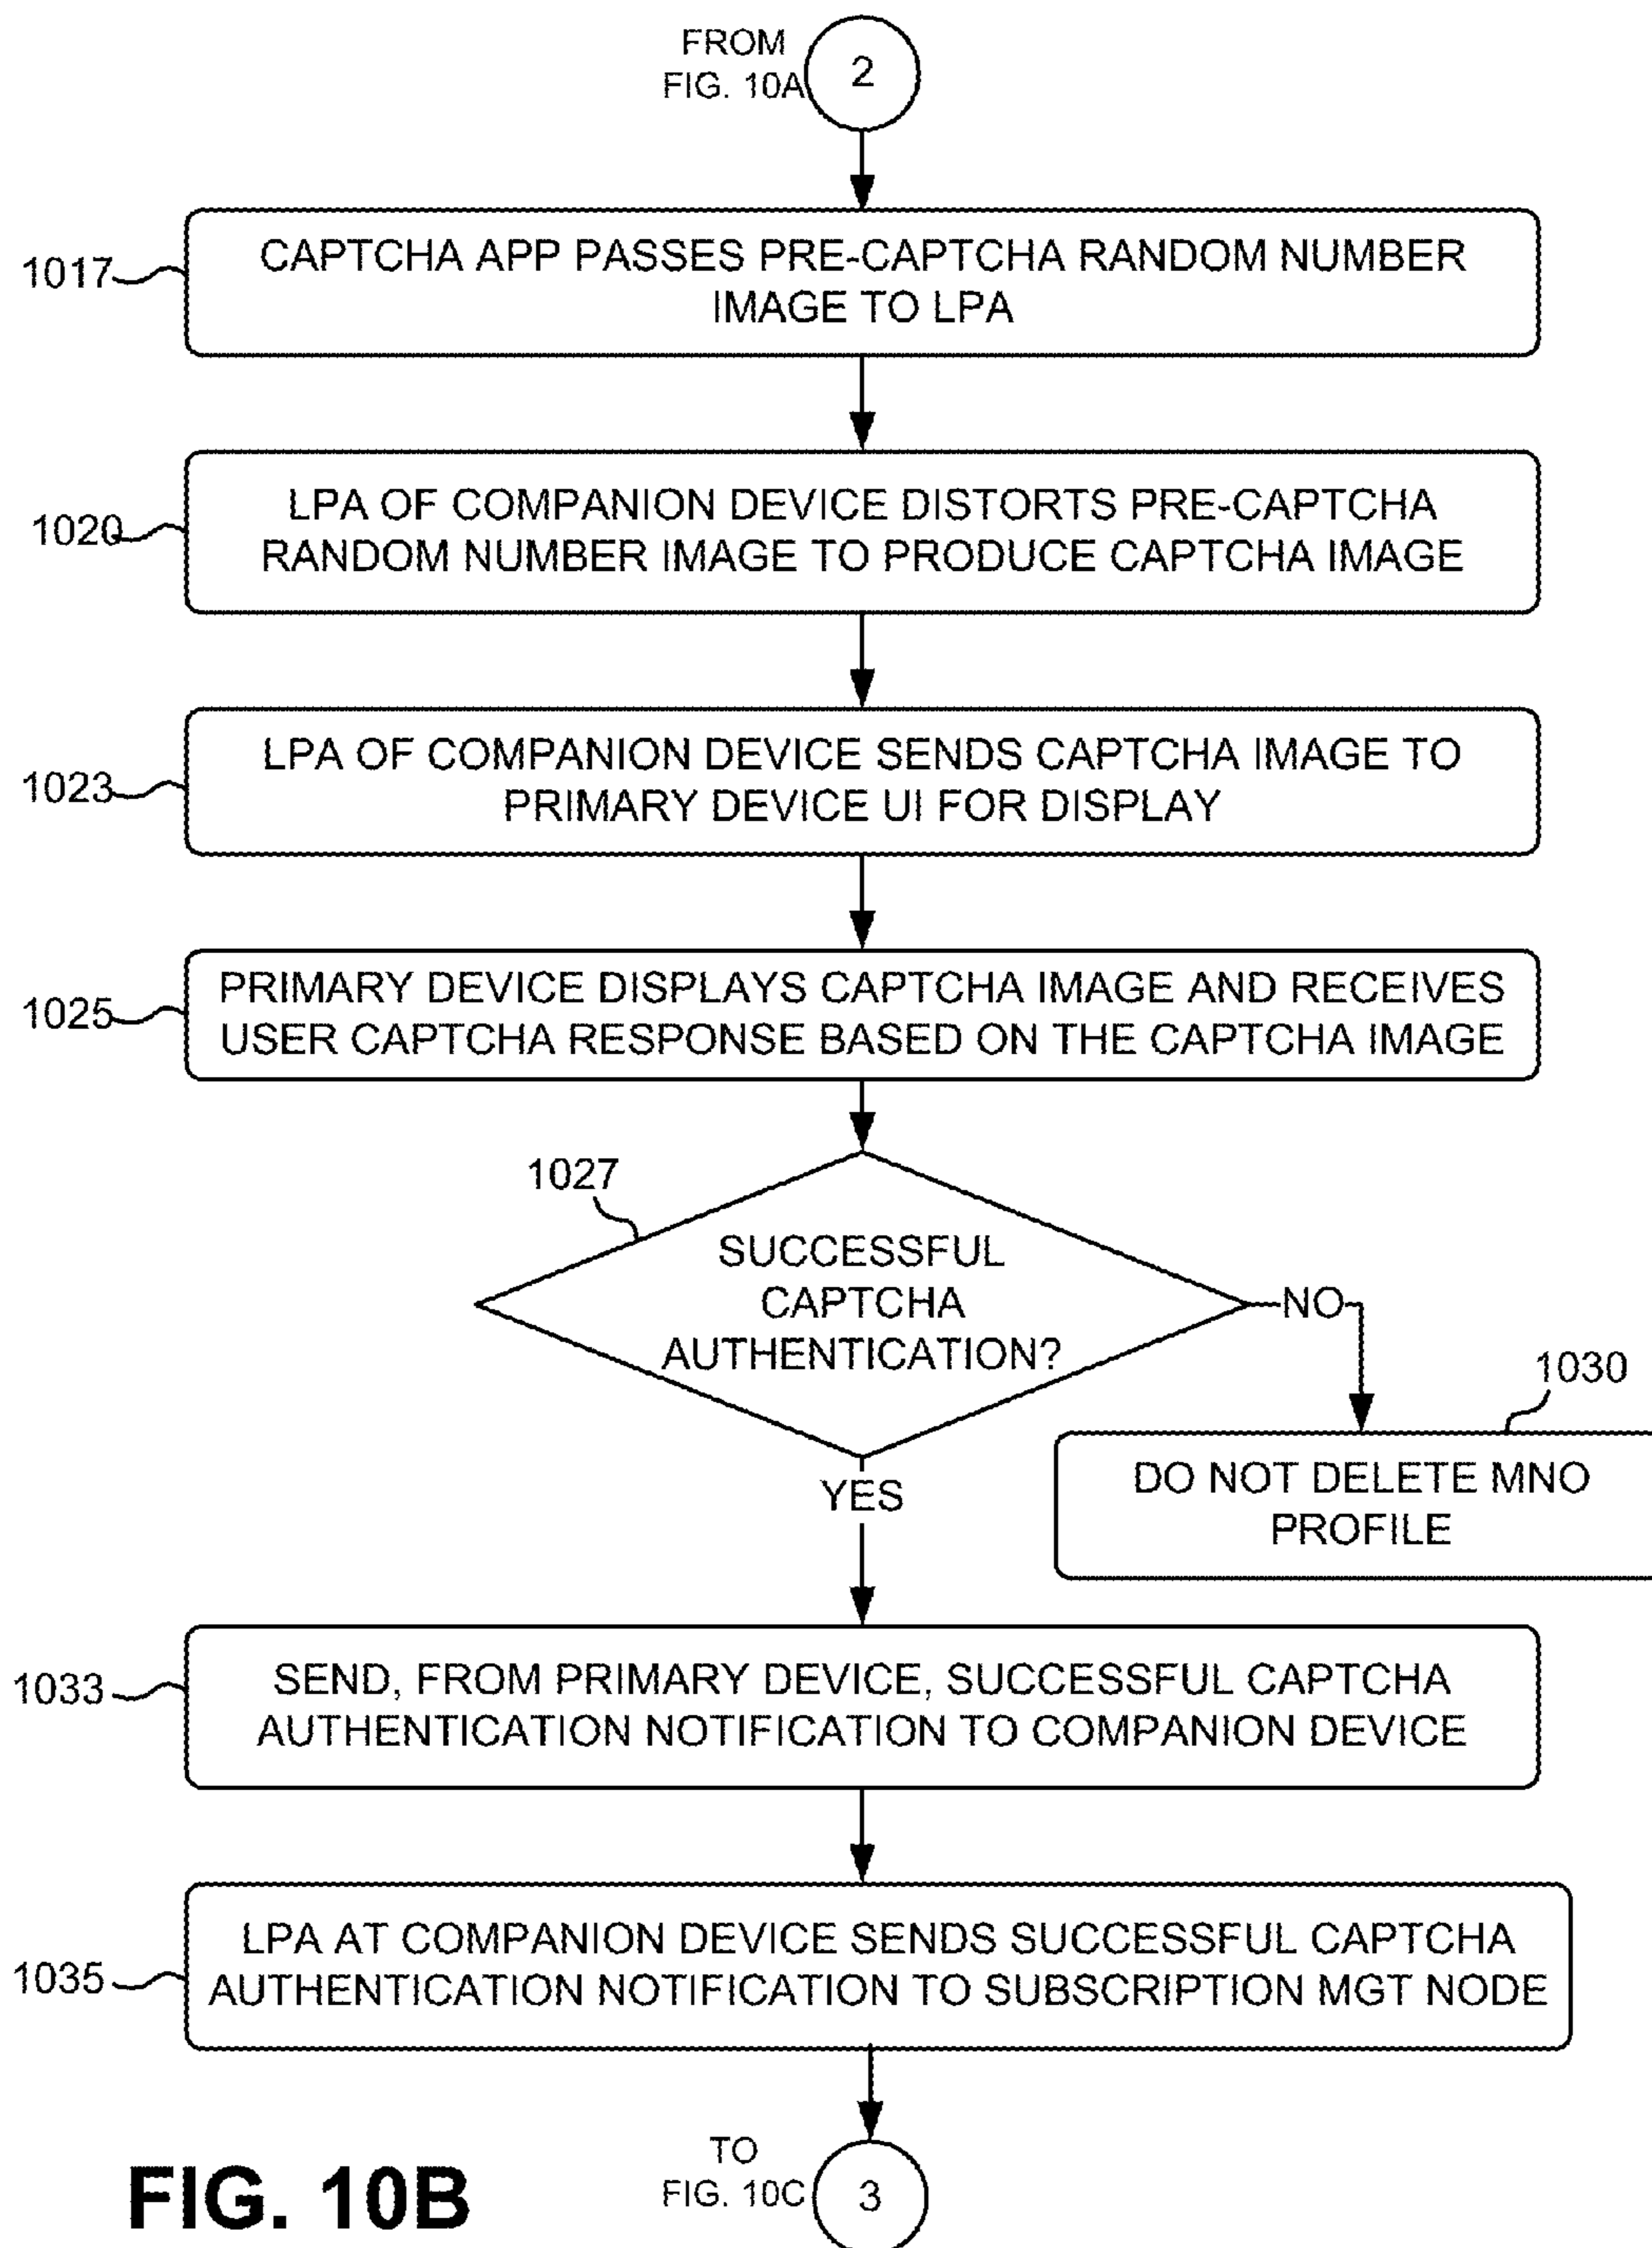 FROM
FIG. 10A
2
1017
CAPTCHA APP PASSES PRE-CAPTCHA RANDOM NUMBER
IMAGE TO LPA
1020
LPA OF COMPANION DEVICE DISTORTS PRE-CAPTCHA
RANDOM NUMBER IMAGE TO PRODUCE CAPTCHA IMAGE
1023
LPA OF COMPANION DEVICE SENDS CAPTCHA IMAGE TO
PRIMARY DEVICE UI FOR DISPLAY
1025
PRIMARY DEVICE DISPLAYS CAPTCHA IMAGE AND RECEIVES
USER CAPTCHA RESPONSE BASED ON THE CAPTCHA IMAGE
1027
SUCCESSFUL
CAPTCHA
AUTHENTICATION?
NO
1030
DO NOT DELETE MNO
PROFILE
YES
1033
SEND, FROM PRIMARY DEVICE, SUCCESSFUL CAPTCHA
AUTHENTICATION NOTIFICATION TO COMPANION DEVICE
1035
LPA AT COMPANION DEVICE SENDS SUCCESSFUL CAPTCHA
AUTHENTICATION NOTIFICATION TO SUBSCRIPTION MGT NODE
TO
FIG. 10C
3
FIG. 10B